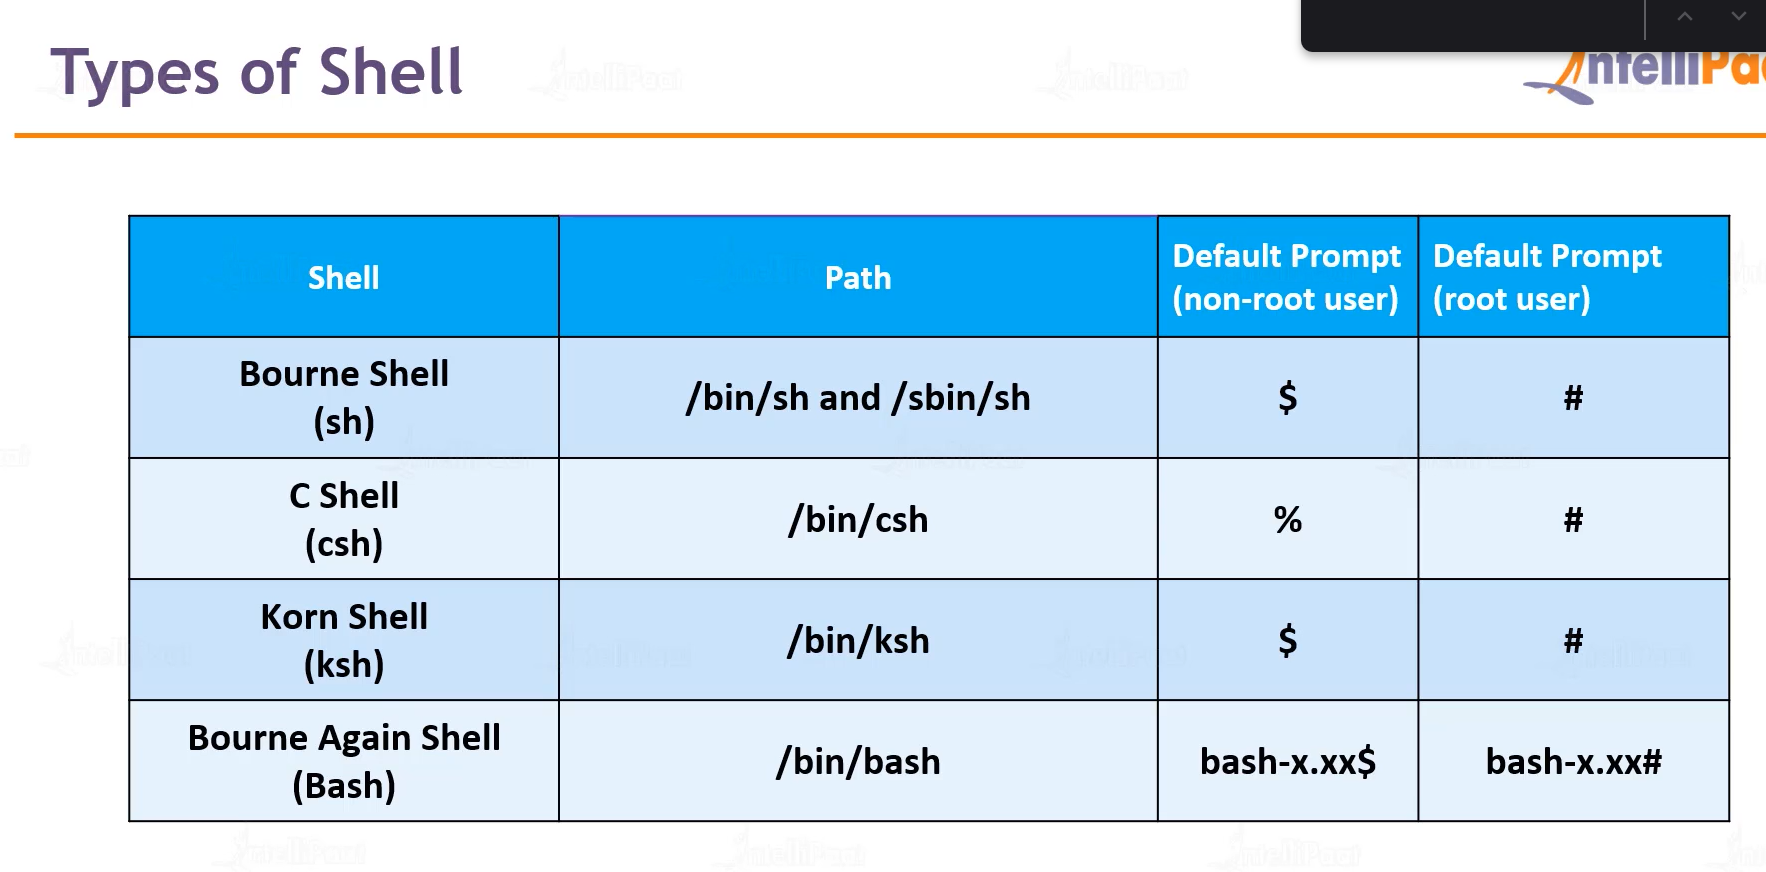 Types of Shell
IntelliPaa
Shell
Path
Default Prompt
(non-root user)
Default Prompt
(root user)
Bourne Shell
(sh)
/bin/sh and /sbin/sh
$
#
C Shell
(csh)
/bin/csh
%
#
Korn Shell
(ksh)
/bin/ksh
$
#
Bourne Again Shell
(Bash)
/bin/bash
bash-x.xx$
bash-x.xx#